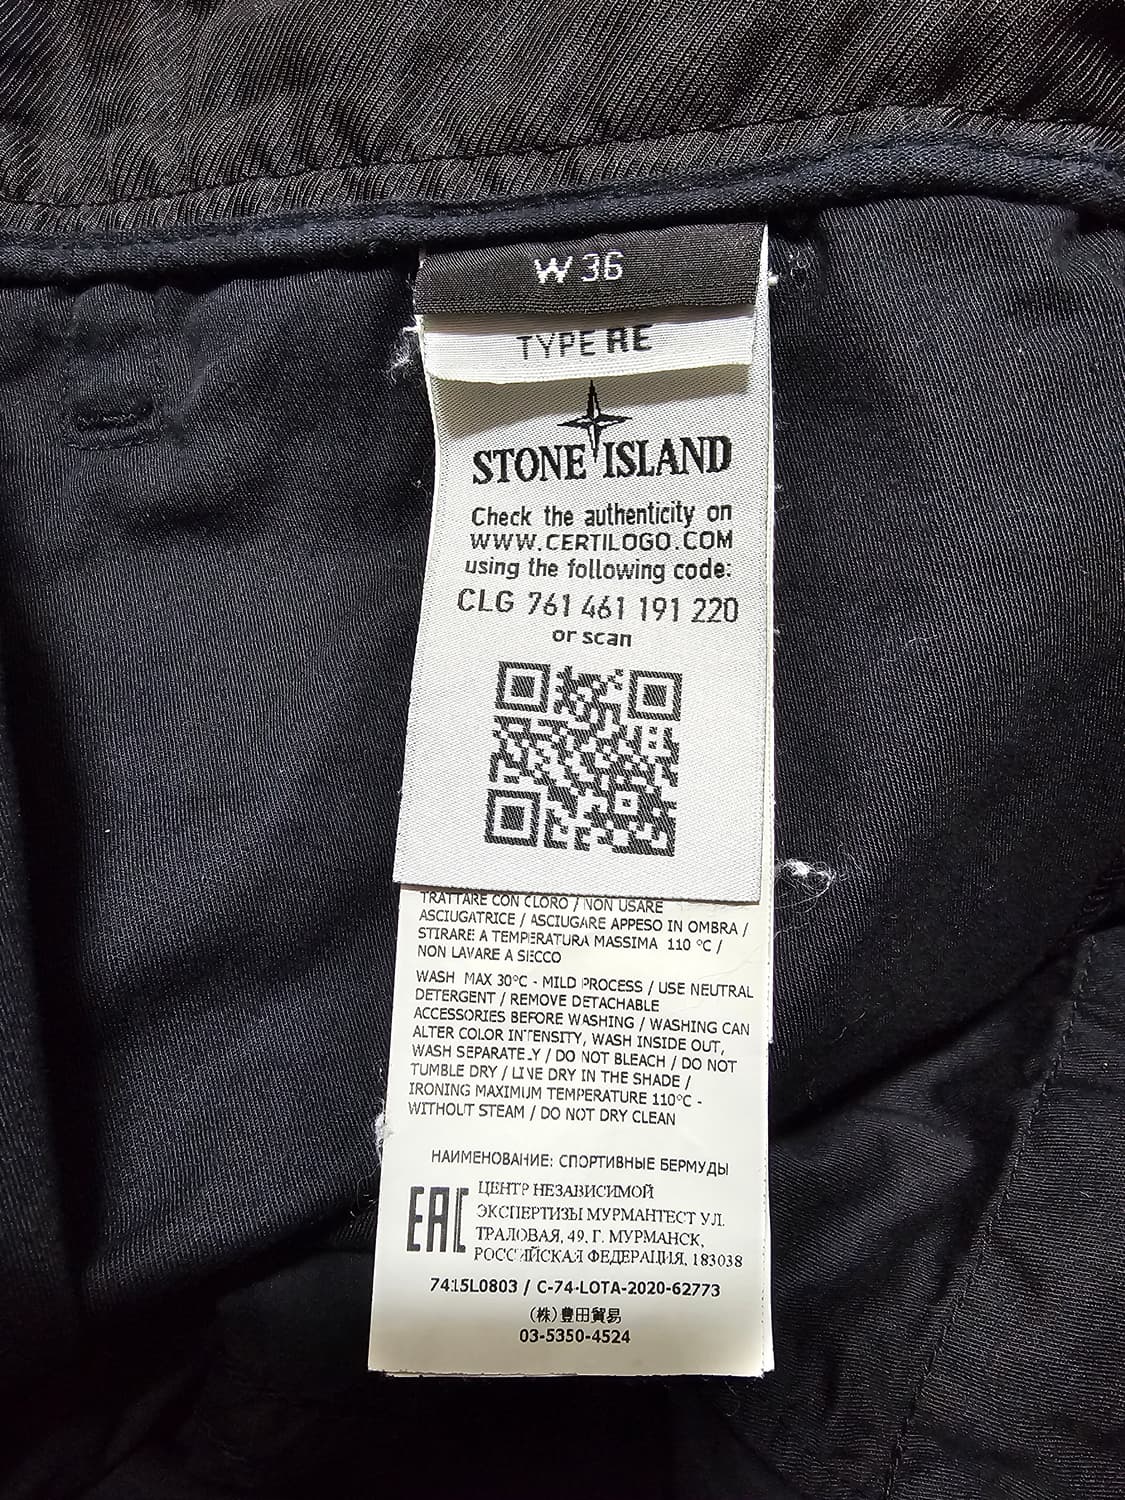 W 36
TYPE RE
STONE ISLAND
Check the authenticity on
WWW.CERTILOGO.COM
using the following code:
CLG 761 461 191 220
or scan
TRATTARE CON CLORO / NON USARE
ASCIUGATRICE / ASCIUGARE APPESO IN OMBRA /
STIRARE A TEMPERATURA MASSIMA 110 °C /
NON LAVARE A SECCO
WASH MAX 30°C - MILD PROCESS / USE NEUTRAL
DETERGENT / REMOVE DETACHABLE
ACCESSORIES BEFORE WASHING / WASHING CAN
ALTER COLOR INTENSITY, WASH INSIDE OUT,
WASH SEPARATELY / DO NOT BLEACH / DO NOT
TUMBLE DRY / LINE DRY IN THE SHADE /
IRONING MAXIMUM TEMPERATURE 110°C -
WITHOUT STEAM / DO NOT DRY CLEAN
НАИМЕНОВАНИЕ: СПОРТИВНЫЕ БЕРМУДЫ
EAC
ЦЕНТР НЕЗАВИСИМОЙ
ЭКСПЕРТИЗЫ МУРМАНТЕСТ УЛ.
ТРАЛОВАЯ, 49, Г. МУРМАНСК,
РОССИЙСКАЯ ФЕДЕРАЦИЯ, 183038
7415L0803 / C-74-LOTA-2020-62773
(株)豊田貿易
03-5350-4524